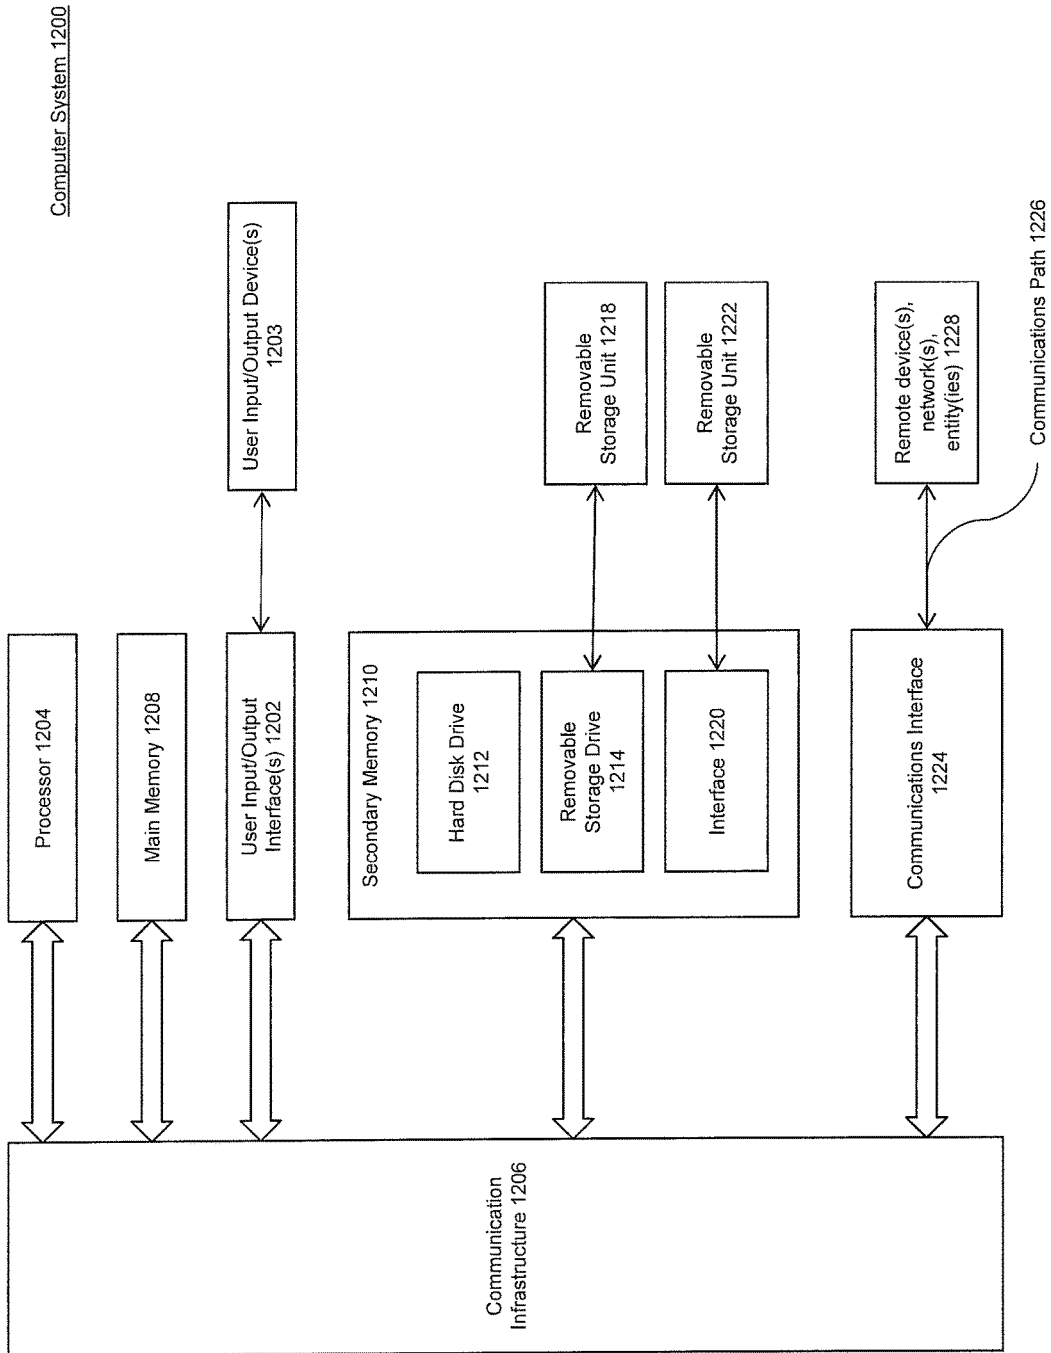 Computer System 1200
Processor 1204
Main Memory 1208
User Input/Output
Interface(s) 1202
User Input/Output Device(s)
1203
Secondary Memory 1210
Hard Disk Drive
1212
Removable
Storage Drive
1214
Interface 1220
Removable
Storage Unit 1218
Removable
Storage Unit 1222
Communications Interface
1224
Remote device(s),
network(s),
entity(ies) 1228
Communications Path 1226
Communication
Infrastructure 1206